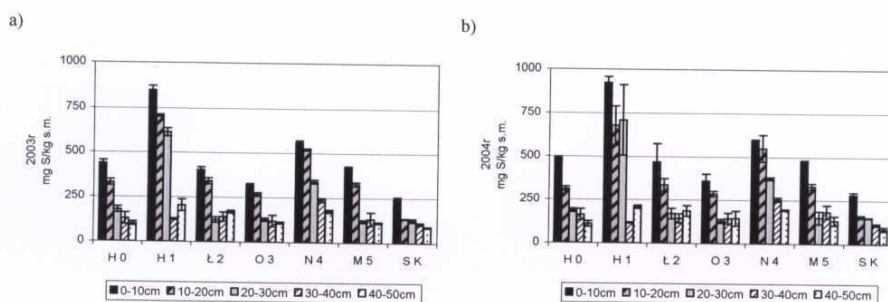 a)
2003r
mg S/kg s.m.
1000
750
500
250
0
H 0 H 1 Ł 2 O 3 N 4 M 5 S K
0-10cm 10-20cm 20-30cm 30-40cm 40-50cm
b)
2004r
mg S/kg s.m.
1000
750
500
250
0
H 0 H 1 Ł 2 O 3 N 4 M 5 S K
0-10cm 10-20cm 20-30cm 30-40cm 40-50cm